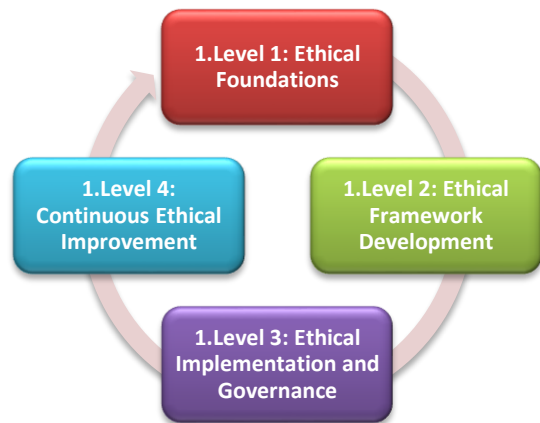 1.Level 1: Ethical
Foundations
1.Level 2: Ethical
Framework
Development
1.Level 3: Ethical
Implementation and
Governance
1.Level 4:
Continuous Ethical
Improvement